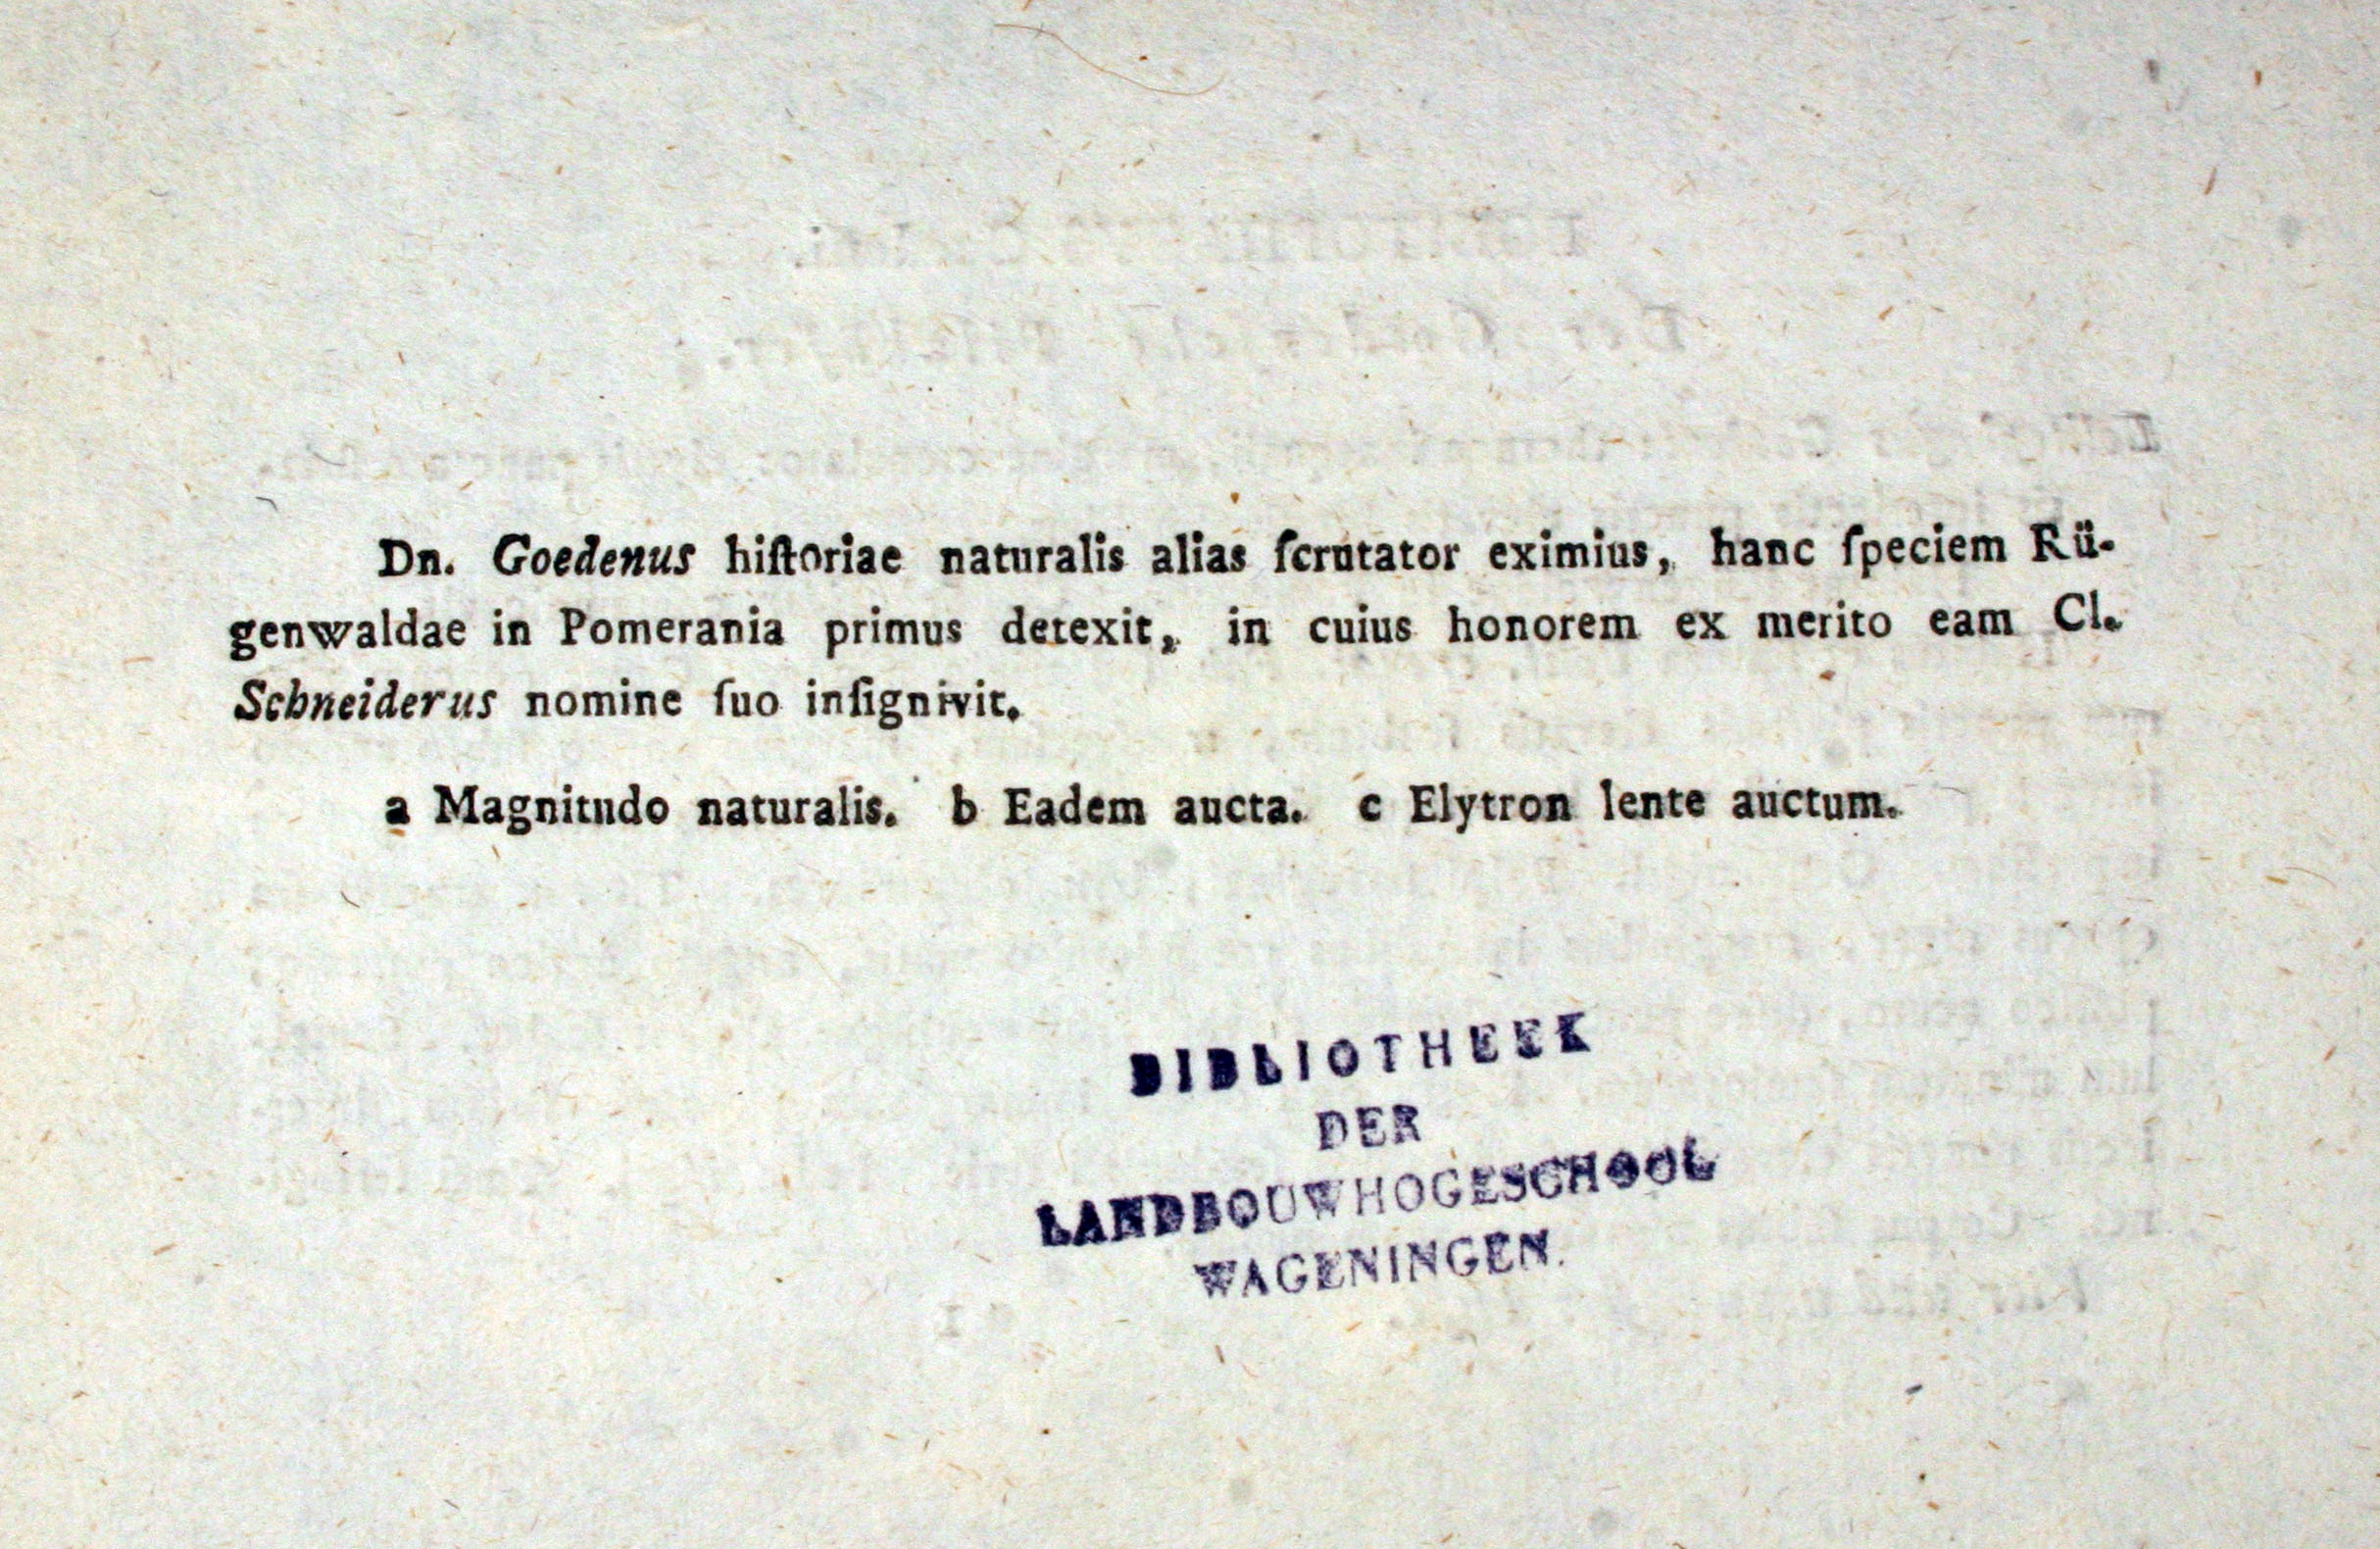 Dn. Goedenus hiſtoriae naturalis alias ſcrutator eximius, hanc ſpeciem Rü-
genwaldae in Pomerania primus detexit, in cuius honorem ex merito eam Cl.
Schneiderus nomine ſuo inſignivit.
a Magnitudo naturalis. b Eadem aucta. c Elytron lente auctum.
BIBLIOTHEEK
DER
LANDBOUWHOGESCHOOL
WAGENINGEN.